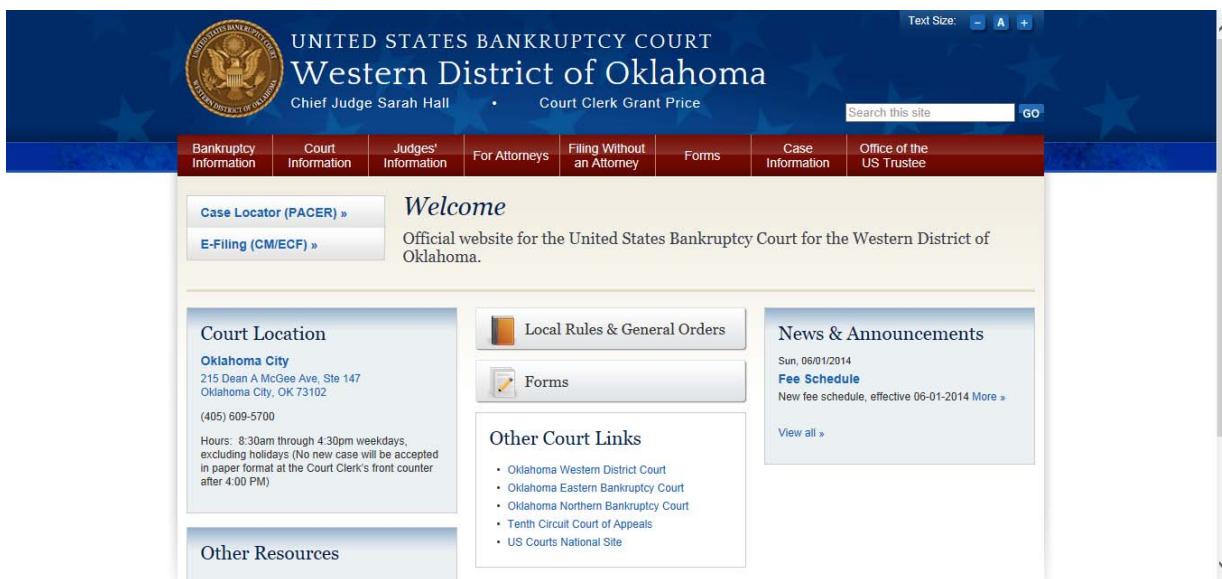 Text Size: - A +
UNITED STATES BANKRUPTCY COURT
Western District of Oklahoma
Chief Judge Sarah Hall • Court Clerk Grant Price
Search this site GO
Bankruptcy
Information
Court
Information
Judges'
Information
For Attorneys
Filing Without
an Attorney
Forms
Case
Information
Office of the
US Trustee
Case Locator (PACER) »
E-Filing (CM/ECF) »
Welcome
Official website for the United States Bankruptcy Court for the Western District of
Oklahoma.
Court Location
Oklahoma City
215 Dean A McGee Ave, Ste 147
Oklahoma City, OK 73102
(405) 609-5700
Hours: 8:30am through 4:30pm weekdays,
excluding holidays (No new case will be accepted
in paper format at the Court Clerk's front counter
after 4:00 PM)
Other Resources
Local Rules & General Orders
Forms
Other Court Links
• Oklahoma Western District Court
• Oklahoma Eastern Bankruptcy Court
• Oklahoma Northern Bankruptcy Court
• Tenth Circuit Court of Appeals
• US Courts National Site
News & Announcements
Sun, 06/01/2014
Fee Schedule
New fee schedule, effective 06-01-2014 More »
View all »